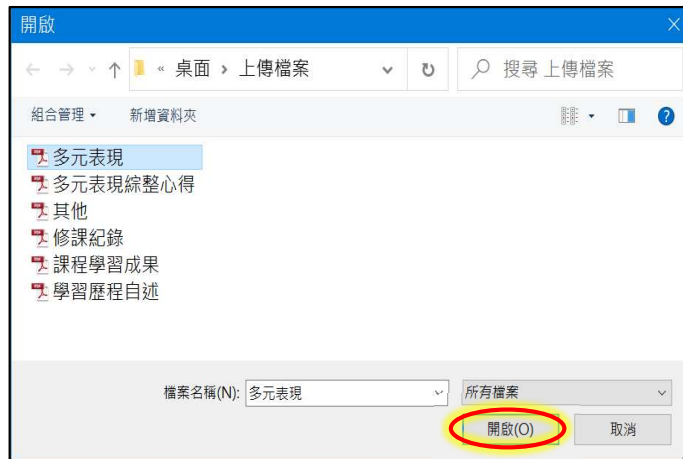 開啟
« 桌面 › 上傳檔案
搜尋 上傳檔案
組合管理
新增資料夾
多元表現
多元表現綜整心得
其他
修課紀錄
課程學習成果
學習歷程自述
檔案名稱(N): 多元表現
所有檔案
開啟(O)
取消